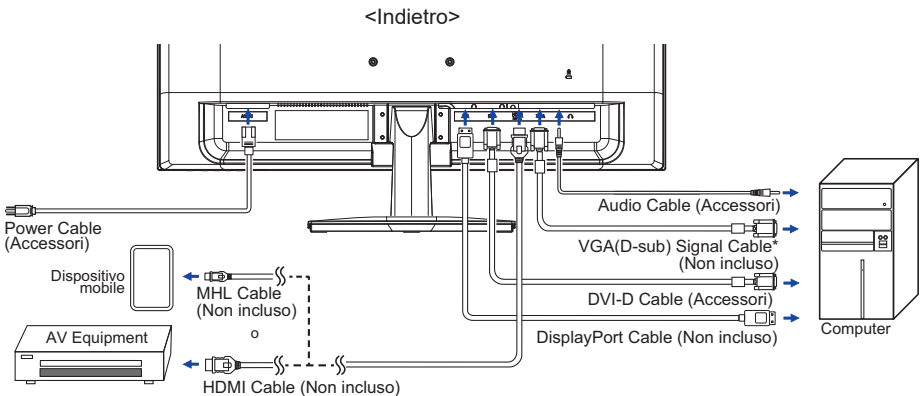 <Indietro>
Audio Cable (Accessori)
Power Cable
(Accessori)
VGA(D-sub) Signal Cable*
(Non incluso)
Dispositivo
mobile
MHL Cable
(Non incluso)
DVI-D Cable (Accessori)
o
DisplayPort Cable (Non incluso)
Computer
AV Equipment
HDMI Cable (Non incluso)